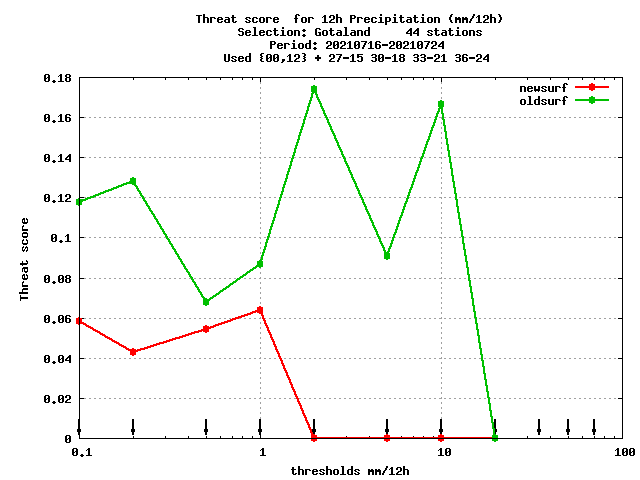 Threat score  for 12h Precipitation (mm/12h)
Selection: Gotaland     44 stations
Period: 20210716-20210724
Used {00,12} + 27-15 30-18 33-21 36-24
newsurf
oldsurf
Threat score
0.18
0.16
0.14
0.12
0.1
0.08
0.06
0.04
0.02
0
0.1 1 10 100
thresholds mm/12h